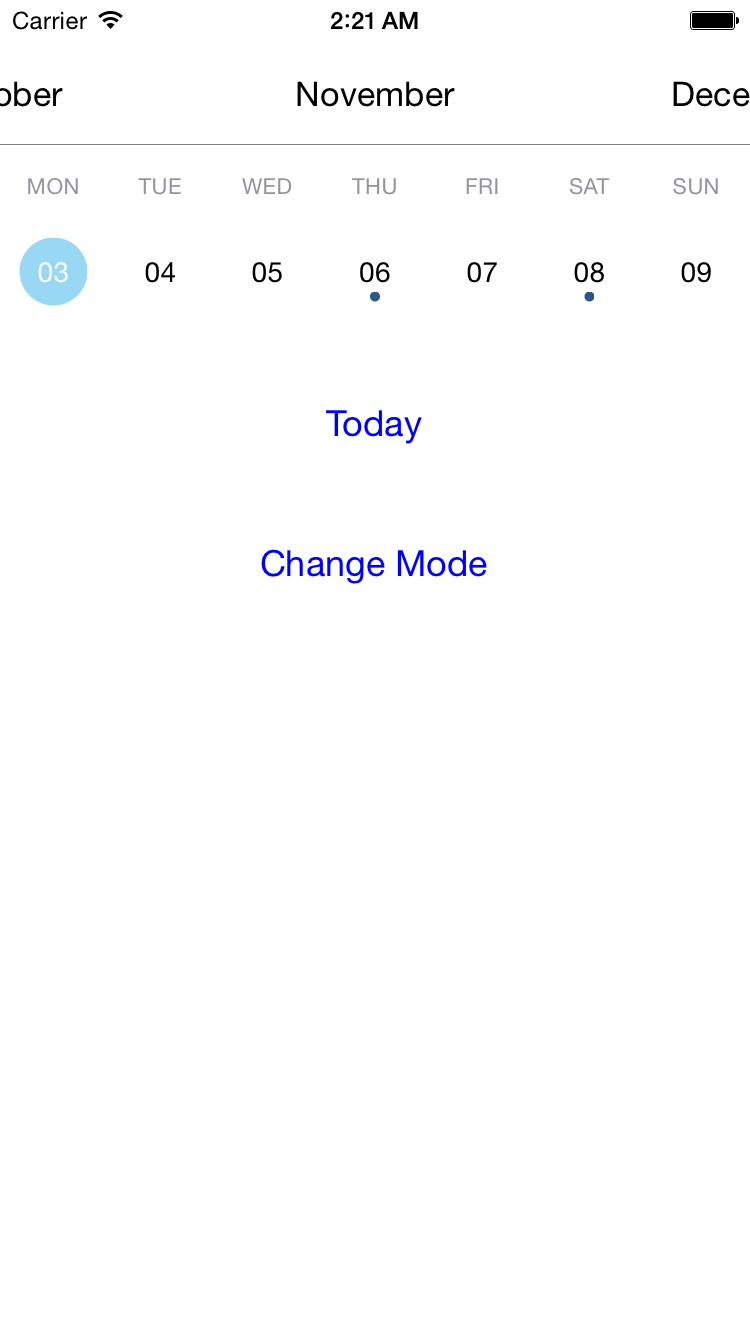 Carrier 2:21 AM
ober November Dece
MON TUE WED THU FRI SAT SUN
03 04 05 06 07 08 09
Today
Change Mode